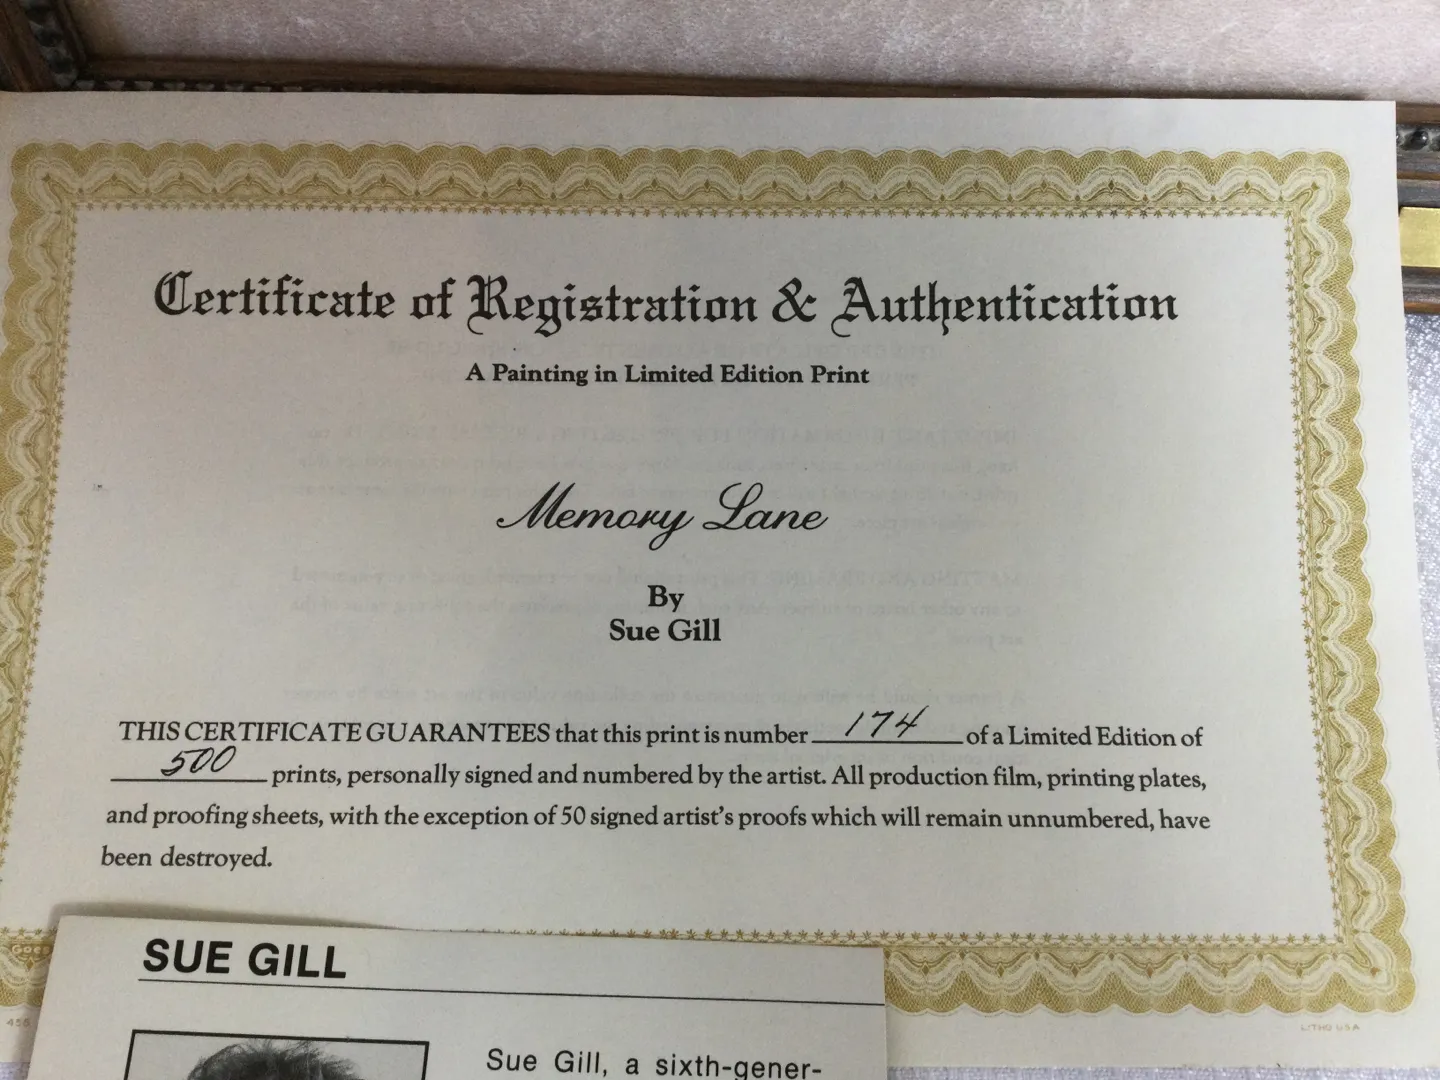 Certificate of Registration & Authentication
A Painting in Limited Edition Print
Memory Lane
By
Sue Gill
THIS CERTIFICATE GUARANTEES that this print is number 174 of a Limited Edition of
500 prints, personally signed and numbered by the artist. All production film, printing plates,
and proofing sheets, with the exception of 50 signed artist's proofs which will remain unnumbered, have
been destroyed.
GOES
456
LITHO USA
SUE GILL
Sue Gill, a sixth-gener-